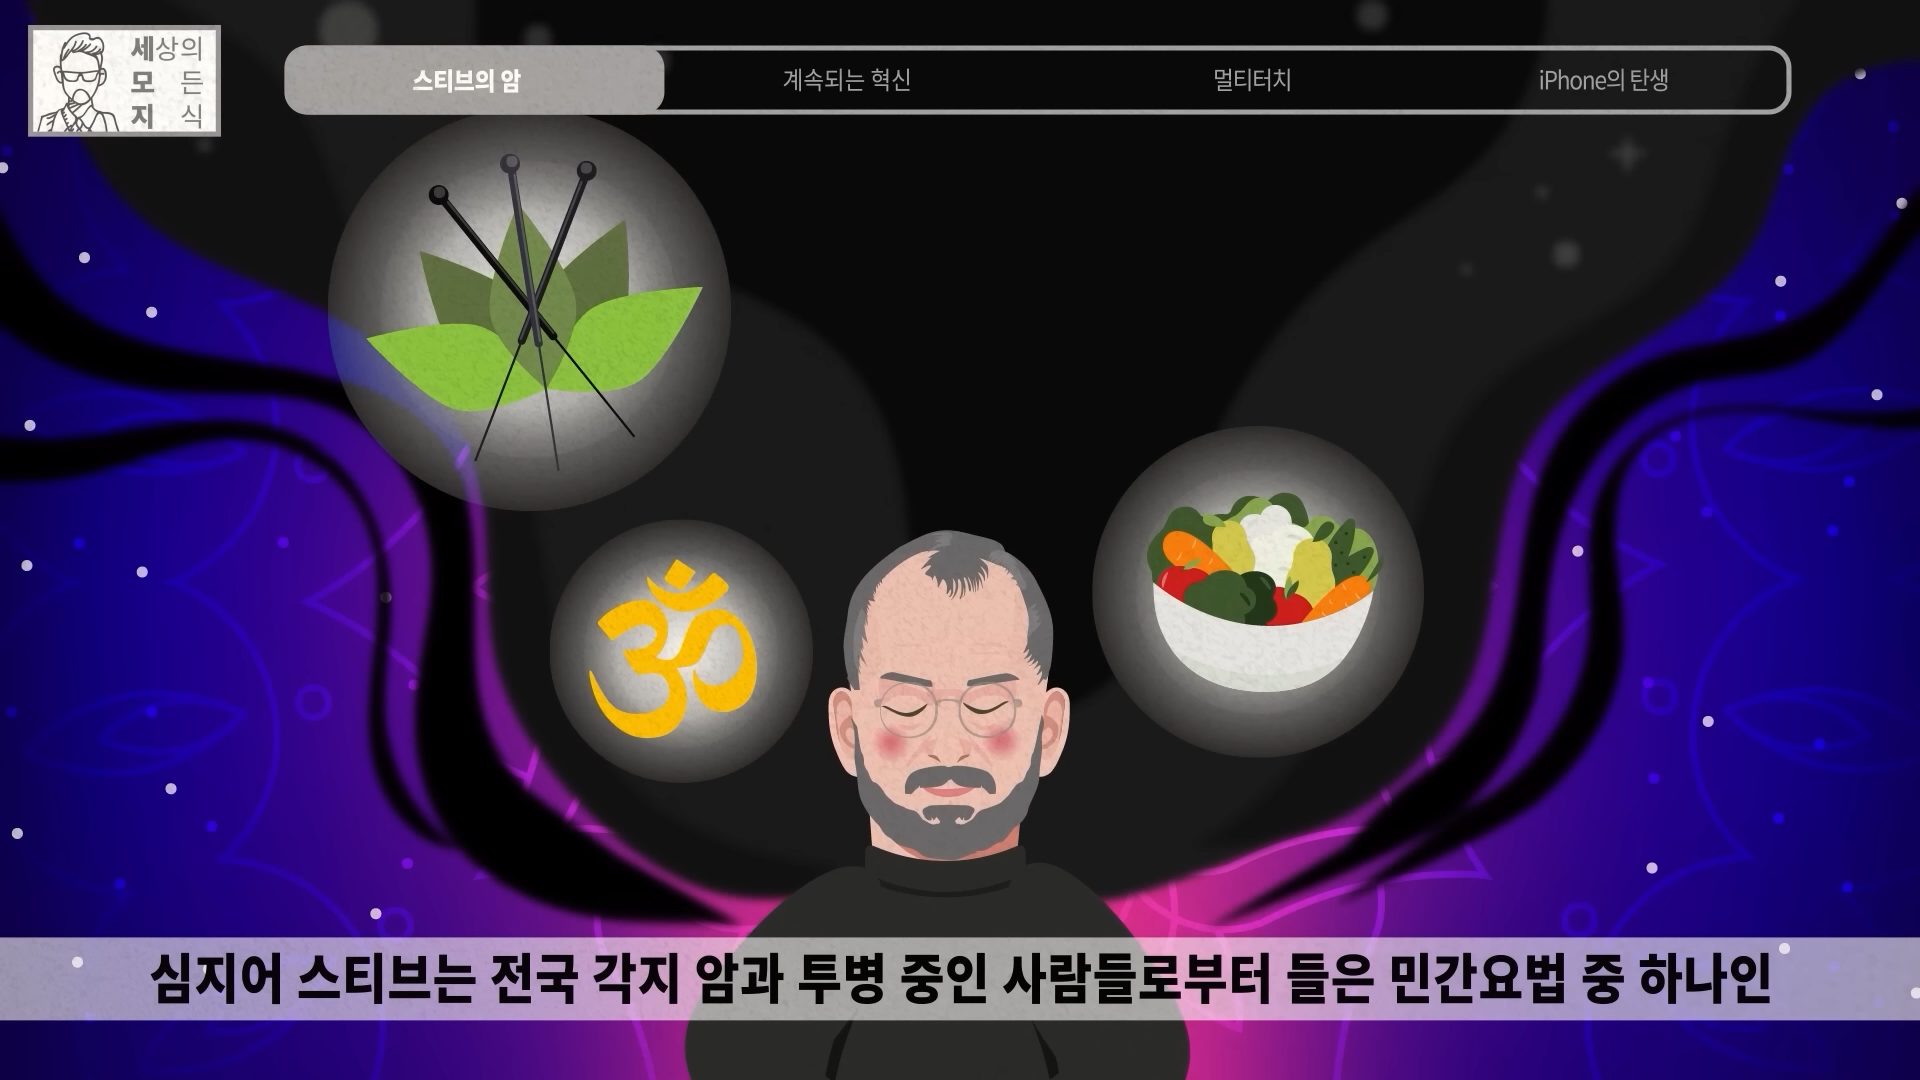 세상의
모든
지식
스티브의 암
계속되는 혁신
멀티터치
iPhone의 탄생
심지어 스티브는 전국 각지 암과 투병 중인 사람들로부터 들은 민간요법 중 하나인